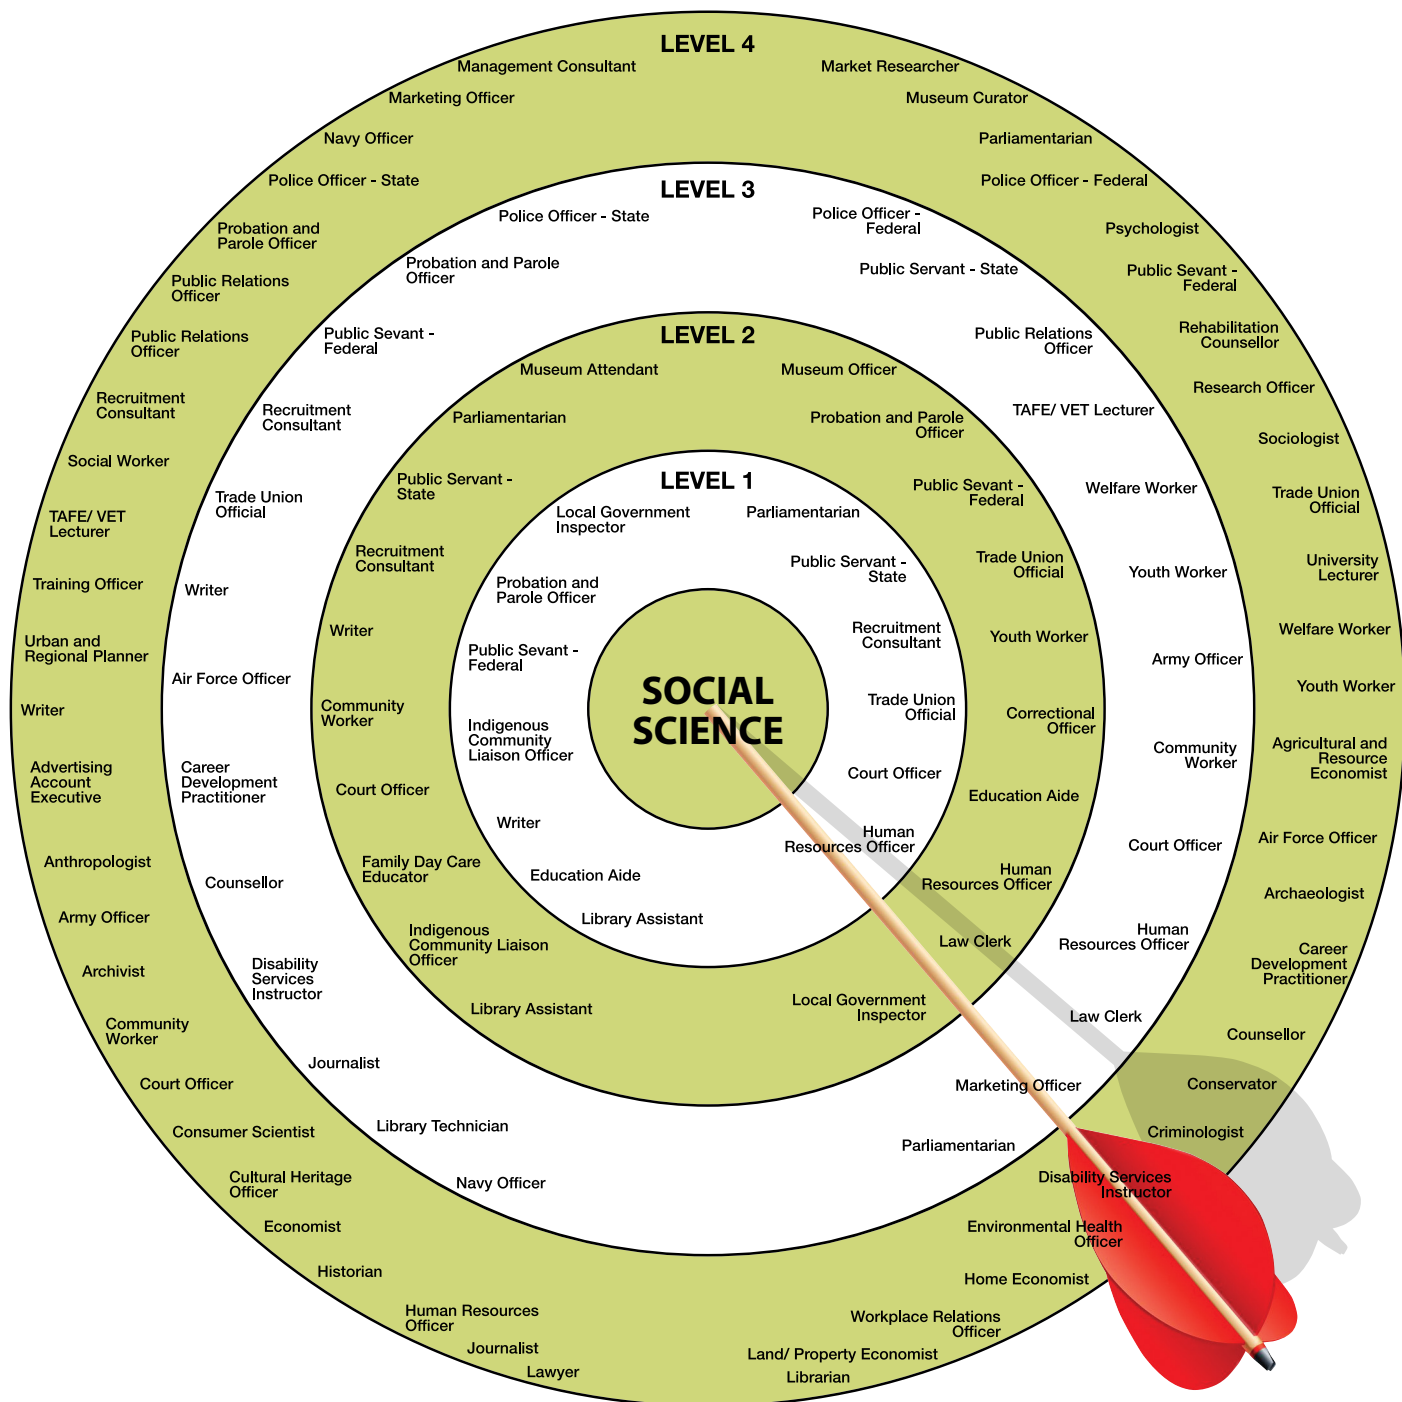 LEVEL 4
Management Consultant
Market Researcher
Marketing Officer
Museum Curator
Navy Officer
Parliamentarian
Police Officer - State
Police Officer - Federal
Probation and
Parole Officer
Psychologist
Public Relations
Officer
Public Sevant -
Federal
Public Relations
Officer
Rehabilitation
Counsellor
Recruitment
Consultant
Research Officer
Social Worker
Sociologist
TAFE/ VET
Lecturer
Trade Union
Official
Training Officer
University
Lecturer
Urban and
Regional Planner
Welfare Worker
Writer
Youth Worker
Advertising
Account
Executive
Agricultural and
Resource
Economist
Anthropologist
Air Force Officer
Army Officer
Archaeologist
Archivist
Career
Development
Practitioner
Community
Worker
Counsellor
Court Officer
Conservator
Consumer Scientist
Criminologist
Cultural Heritage
Officer
Disability Services
Instructor
Economist
Environmental Health
Officer
Historian
Home Economist
Human Resources
Officer
Workplace Relations
Officer
Journalist
Land/ Property Economist
Lawyer
Librarian
LEVEL 3
Police Officer - State
Police Officer -
Federal
Probation and Parole
Officer
Public Servant - State
Public Sevant -
Federal
Public Relations
Officer
Recruitment
Consultant
TAFE/ VET Lecturer
Trade Union
Official
Welfare Worker
Writer
Youth Worker
Air Force Officer
Army Officer
Career
Development
Practitioner
Community
Worker
Counsellor
Court Officer
Disability
Services
Instructor
Human
Resources Officer
Journalist
Law Clerk
Library Technician
Marketing Officer
Navy Officer
Parliamentarian
LEVEL 2
Museum Attendant
Museum Officer
Parliamentarian
Probation and Parole
Officer
Public Servant -
State
Public Sevant -
Federal
Recruitment
Consultant
Trade Union
Official
Writer
Youth Worker
Community
Worker
Correctional
Officer
Court Officer
Education Aide
Family Day Care
Educator
Human
Resources Officer
Indigenous
Community Liaison
Officer
Law Clerk
Library Assistant
Local Government
Inspector
LEVEL 1
Local Government
Inspector
Parliamentarian
Probation and
Parole Officer
Public Servant -
State
Public Sevant -
Federal
Recruitment
Consultant
Indigenous
Community
Liaison Officer
Trade Union
Official
Writer
Court Officer
Education Aide
Human
Resources Officer
Library Assistant
SOCIAL
SCIENCE